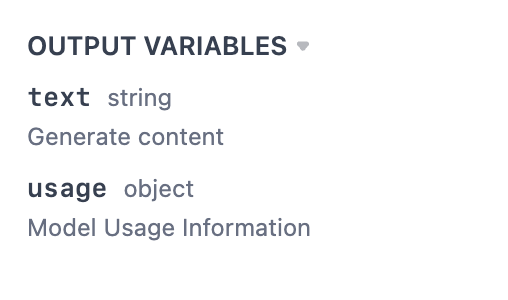 OUTPUT VARIABLES
text string
Generate content
usage object
Model Usage Information